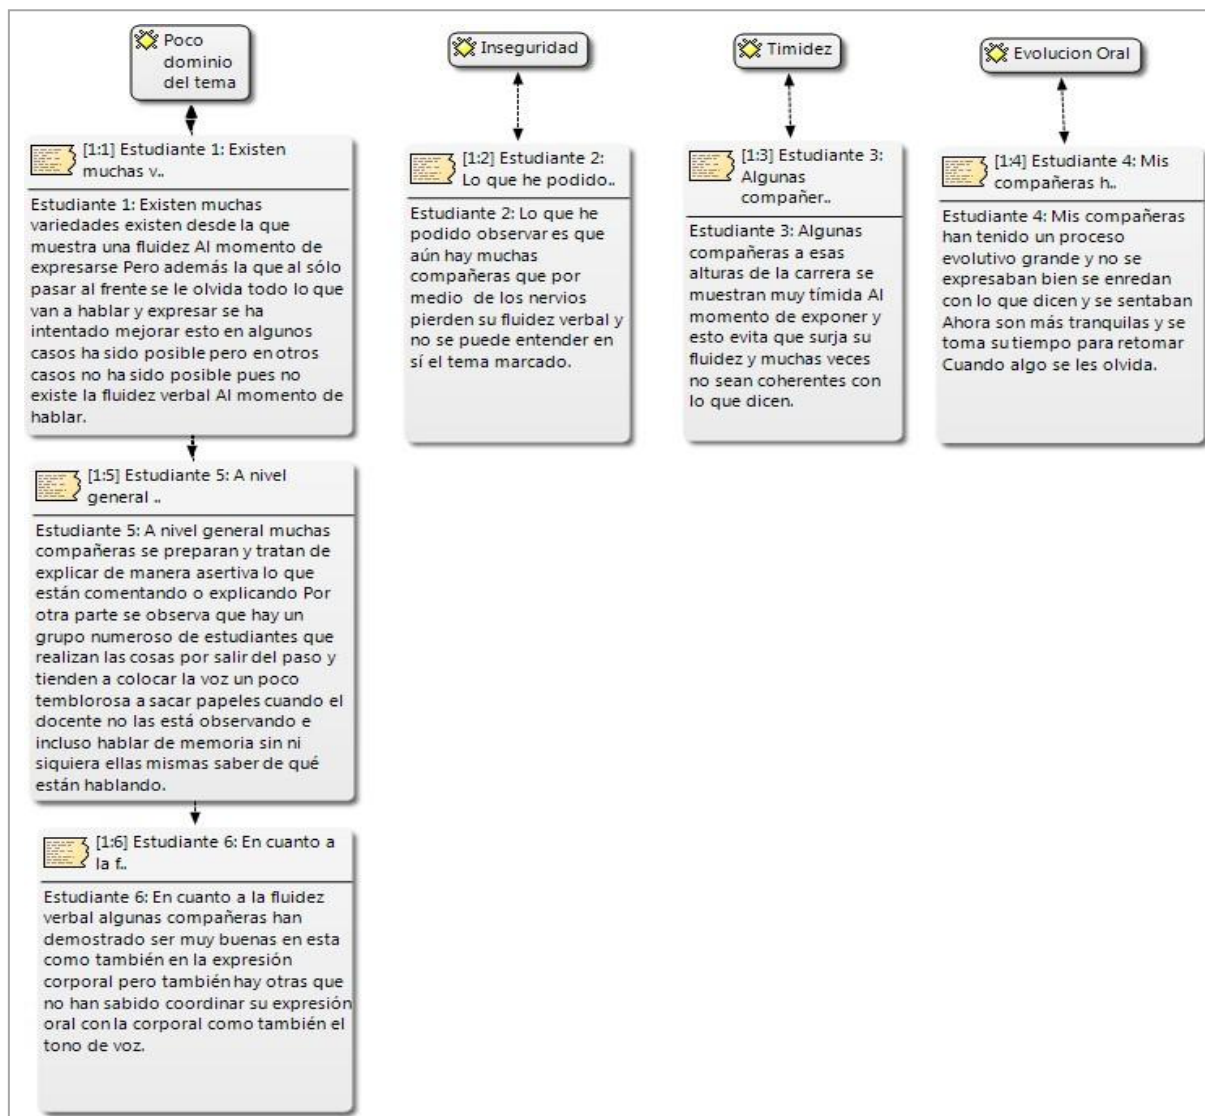 Poco
dominio
del tema
Inseguridad
Timidez
Evolucion Oral
[1:1] Estudiante 1: Existen
muchas v..
Estudiante 1: Existen muchas
variedades existen desde la que
muestra una fluidez Al momento de
expresarse Pero además la que al sólo
pasar al frente se le olvida todo lo que
van a hablar y expresar se ha
intentado mejorar esto en algunos
casos ha sido posible pero en otros
casos no ha sido posible pues no
existe la fluidez verbal Al momento de
hablar.
[1:2] Estudiante 2:
Lo que he podido..
Estudiante 2: Lo que he
podido observar es que
aún hay muchas
compañeras que por
medio de los nervios
pierden su fluidez verbal y
no se puede entender en
sí el tema marcado.
[1:3] Estudiante 3:
Algunas
compañer..
Estudiante 3: Algunas
compañeras a esas
alturas de la carrera se
muestran muy tímida Al
momento de exponer y
esto evita que surja su
fluidez y muchas veces
no sean coherentes con
lo que dicen.
[1:4] Estudiante 4: Mis
compañeras h..
Estudiante 4: Mis compañeras
han tenido un proceso
evolutivo grande y no se
expresaban bien se enredan
con lo que dicen y se sentaban
Ahora son más tranquilas y se
toma su tiempo para retomar
Cuando algo se les olvida.
[1:5] Estudiante 5: A nivel
general ..
Estudiante 5: A nivel general muchas
compañeras se preparan y tratan de
explicar de manera asertiva lo que
están comentando o explicando Por
otra parte se observa que hay un
grupo numeroso de estudiantes que
realizan las cosas por salir del paso y
tienden a colocar la voz un poco
temblorosa a sacar papeles cuando el
docente no las está observando e
incluso hablar de memoria sin ni
siquiera ellas mismas saber de qué
están hablando.
[1:6] Estudiante 6: En cuanto a
la f..
Estudiante 6: En cuanto a la fluidez
verbal algunas compañeras han
demostrado ser muy buenas en esta
como también en la expresión
corporal pero también hay otras que
no han sabido coordinar su expresión
oral con la corporal como también el
tono de voz.